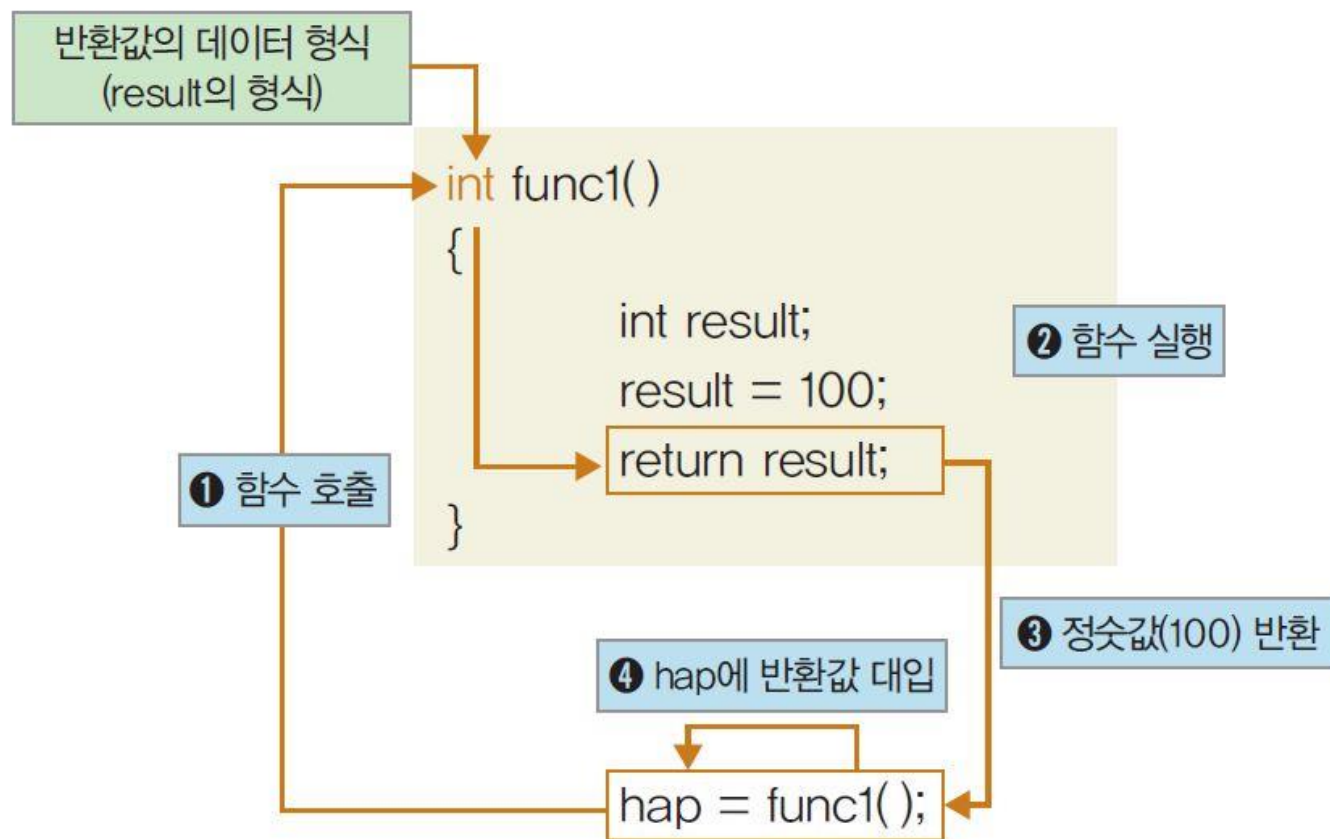 반환값의 데이터 형식
(result의 형식)
int func1( )
{
int result;
result = 100;
return result;
}
❷ 함수 실행
❶ 함수 호출
❸ 정숫값(100) 반환
❹ hap에 반환값 대입
hap = func1( );